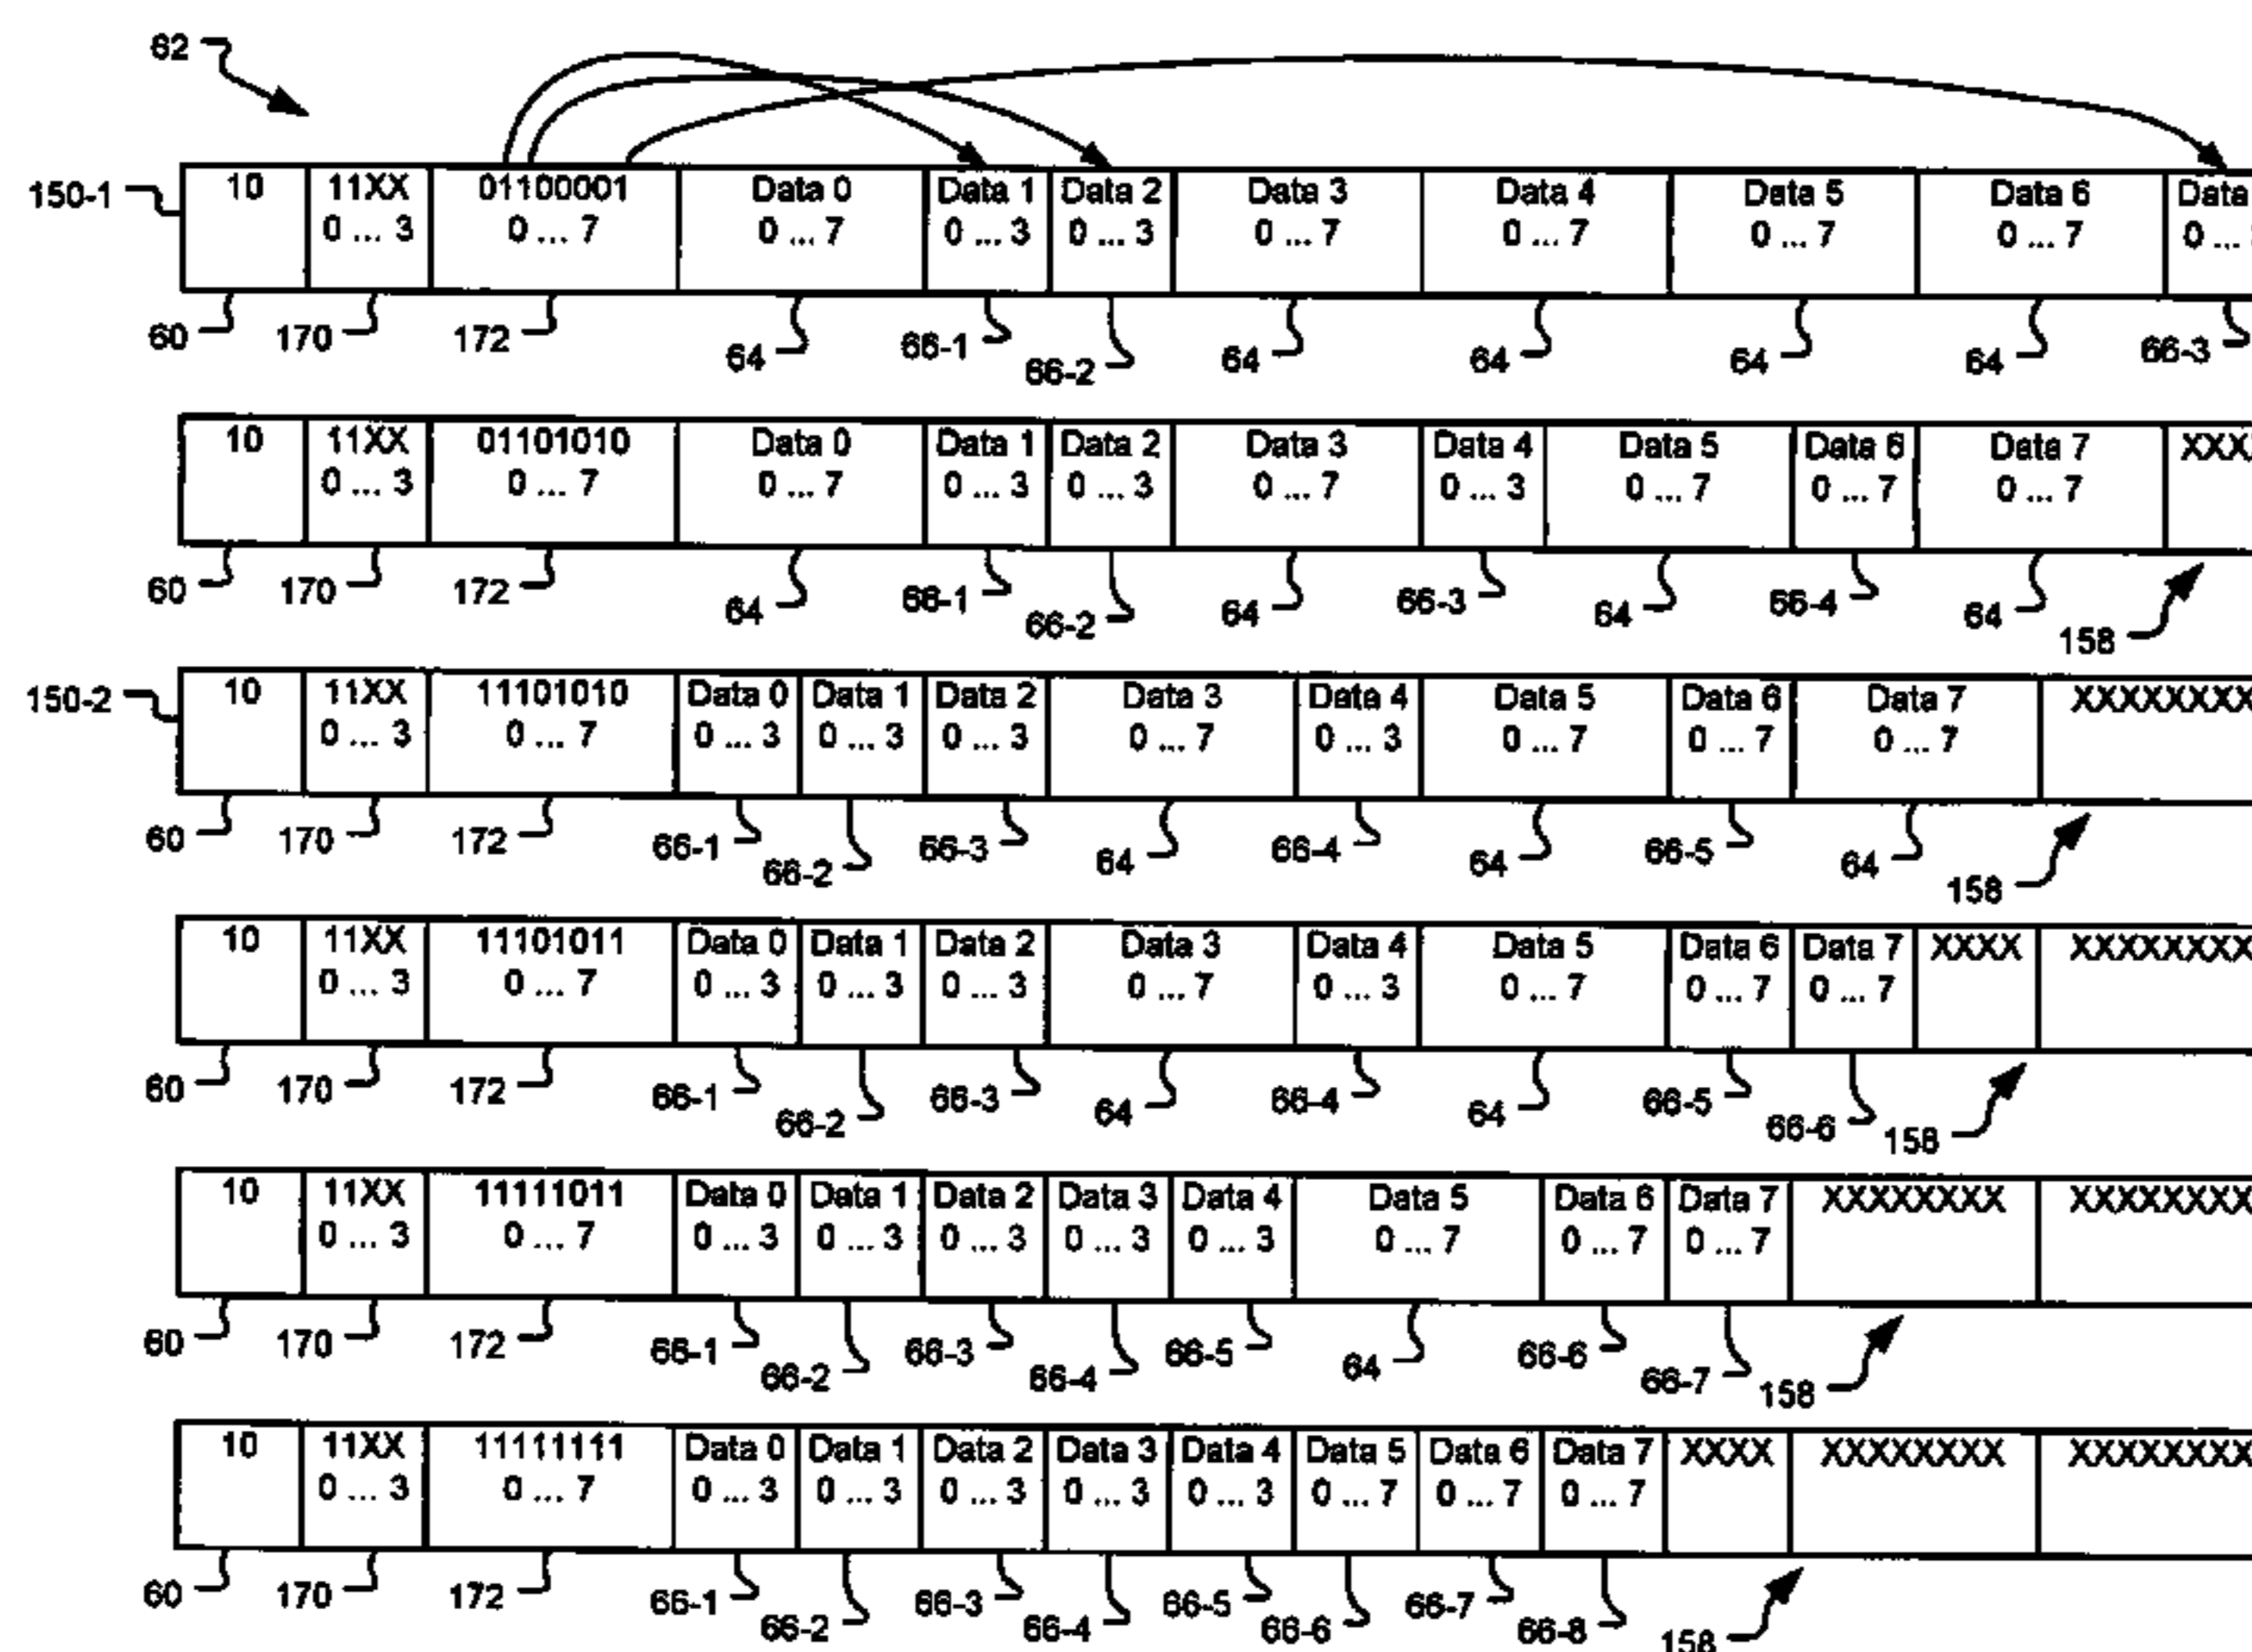 62
150-1
10 11XX 01100001 Data 0 Data 1 Data 2 Data 3 Data 4 Data 5 Data 6 Data
0 ... 3 0 ... 7 0 ... 7 0 ... 3 0 ... 3 0 ... 7 0 ... 7 0 ... 7 0 ... 7 0 ...
60 170 172 64 66-1 66-2 64 64 64 64 66-3
10 11XX 01101010 Data 0 Data 1 Data 2 Data 3 Data 4 Data 5 Data 6 Data 7 XXX
0 ... 3 0 ... 7 0 ... 7 0 ... 3 0 ... 3 0 ... 7 0 ... 3 0 ... 7 0 ... 7 0 ... 7
60 170 172 64 66-1 66-2 64 66-3 64 66-4 64 158
150-2
10 11XX 11101010 Data 0 Data 1 Data 2 Data 3 Data 4 Data 5 Data 6 Data 7 XXXXXXXX
0 ... 3 0 ... 7 0 ... 3 0 ... 3 0 ... 3 0 ... 7 0 ... 3 0 ... 7 0 ... 7 0 ... 7
60 170 172 66-1 66-2 66-3 64 66-4 64 66-5 64 158
10 11XX 11101011 Data 0 Data 1 Data 2 Data 3 Data 4 Data 5 Data 6 Data 7 XXXX XXXXXXXX
0 ... 3 0 ... 7 0 ... 3 0 ... 3 0 ... 3 0 ... 7 0 ... 3 0 ... 7 0 ... 7 0 ... 7
60 170 172 66-1 66-2 66-3 64 66-4 64 66-5 66-6 158
10 11XX 11111011 Data 0 Data 1 Data 2 Data 3 Data 4 Data 5 Data 6 Data 7 XXXXXXXX XXXXXXXX
0 ... 3 0 ... 7 0 ... 3 0 ... 3 0 ... 3 0 ... 3 0 ... 3 0 ... 7 0 ... 7 0 ... 7
60 170 172 66-1 66-2 66-3 66-4 66-5 64 66-6 66-7 158
10 11XX 11111111 Data 0 Data 1 Data 2 Data 3 Data 4 Data 5 Data 6 Data 7 XXXX XXXXXXXX XXXXXXXX
0 ... 3 0 ... 7 0 ... 3 0 ... 3 0 ... 3 0 ... 3 0 ... 3 0 ... 7 0 ... 7 0 ... 7
60 170 172 66-1 66-2 66-3 66-4 66-5 66-6 66-7 66-8 158